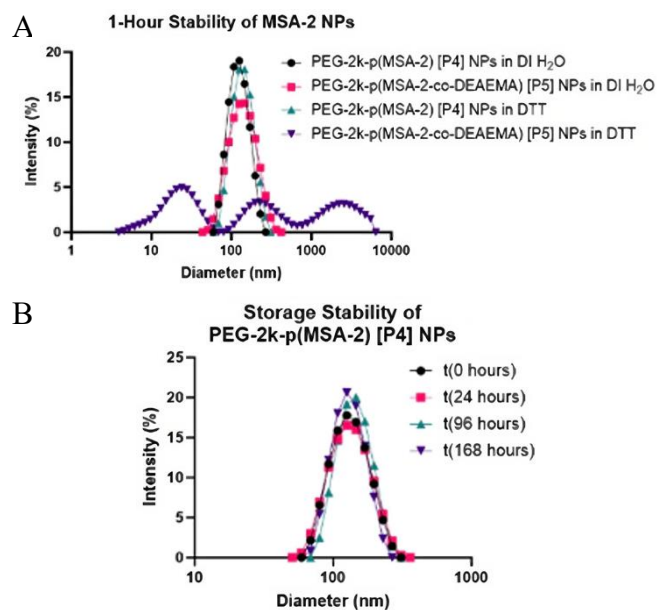 A
1-Hour Stability of MSA-2 NPs
Intensity (%)
20
15
10
5
0
PEG-2k-p(MSA-2) [P4] NPs in DI H₂O
PEG-2k-p(MSA-2-co-DEAEMA) [P5] NPs in DI H₂O
PEG-2k-p(MSA-2) [P4] NPs in DTT
PEG-2k-p(MSA-2-co-DEAEMA) [P5] NPs in DTT
1 10 100 1000 10000
Diameter (nm)
B
Storage Stability of
PEG-2k-p(MSA-2) [P4] NPs
Intensity (%)
25
20
15
10
5
0
t(0 hours)
t(24 hours)
t(96 hours)
t(168 hours)
10 100 1000
Diameter (nm)